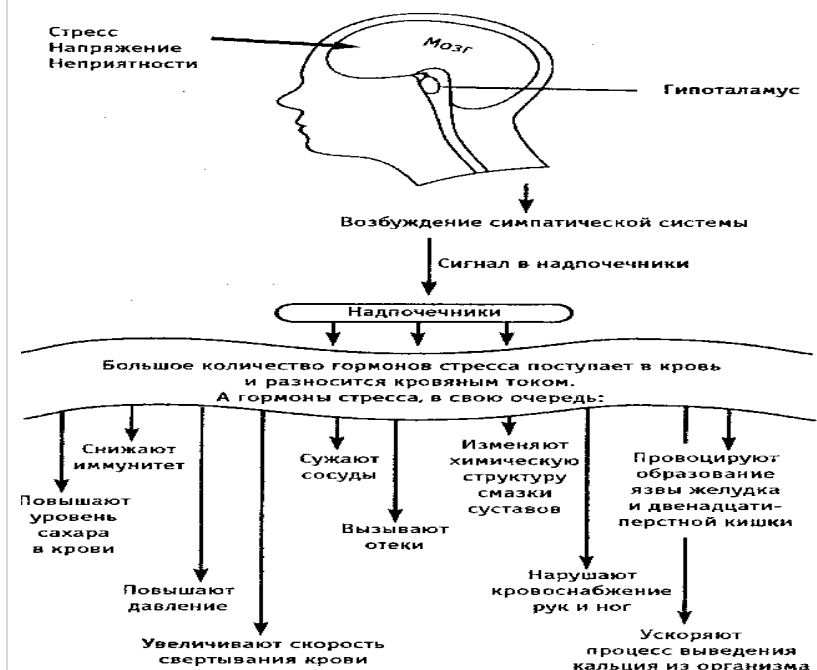 Стресс
Напряжение
Неприятности
Мозг
Гипоталамус
Возбуждение симпатической системы
Сигнал в надпочечники
Надпочечники
Большое количество гормонов стресса поступает в кровь
и разносится кровяным током.
А гормоны стресса, в свою очередь:
Повышают
уровень
сахара
в крови
Снижают
иммунитет
Повышают
давление
Увеличивают скорость
свертывания крови
Сужают
сосуды
Вызывают
отеки
Изменяют
химическую
структуру
смазки
суставов
Нарушают
кровоснабжение
рук и ног
Провоцируют
образование
язвы желудка
и двенадцати-
перстной кишки
Ускоряют
процесс выведения
кальция из организма